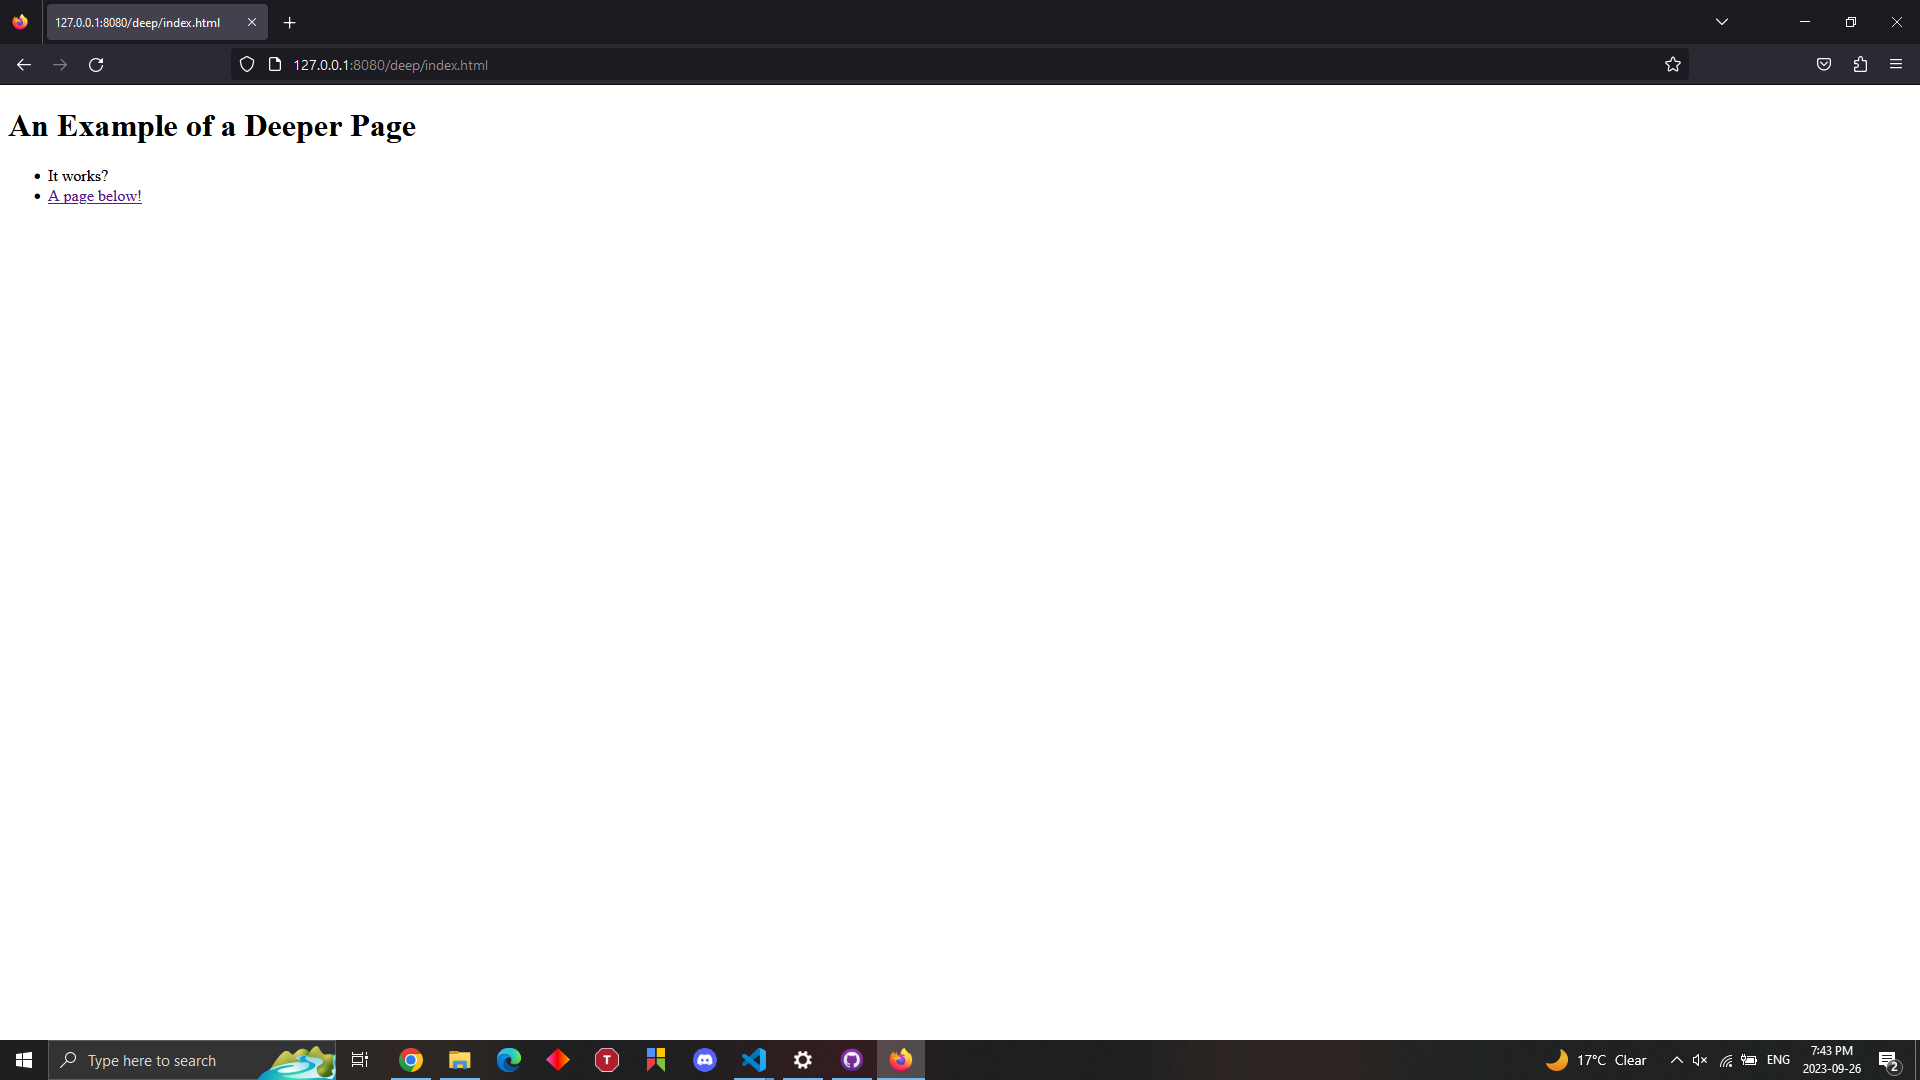 127.0.0.1:8080/deep/index.html
127.0.0.1:8080/deep/index.html
An Example of a Deeper Page
It works?
A page below!
Type here to search
T
17°C Clear
ENG
7:43 PM
2023-09-26
2